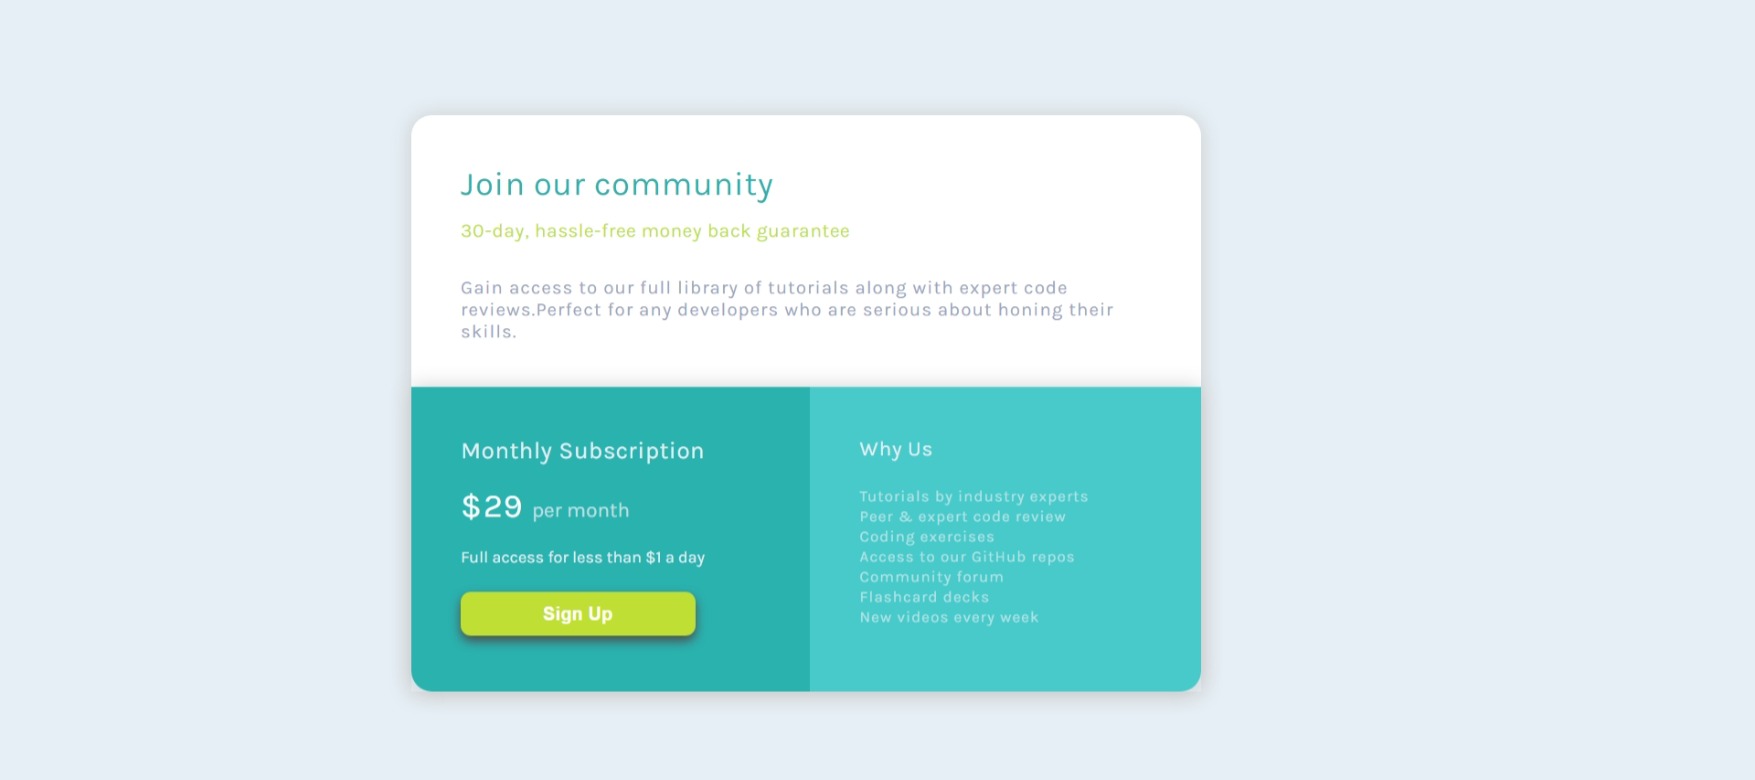 Join our community
30-day, hassle-free money back guarantee
Gain access to our full library of tutorials along with expert code
reviews.Perfect for any developers who are serious about honing their
skills.
Monthly Subscription
$29 per month
Full access for less than $1 a day
Sign Up
Why Us
Tutorials by industry experts
Peer & expert code review
Coding exercises
Access to our GitHub repos
Community forum
Flashcard decks
New videos every week